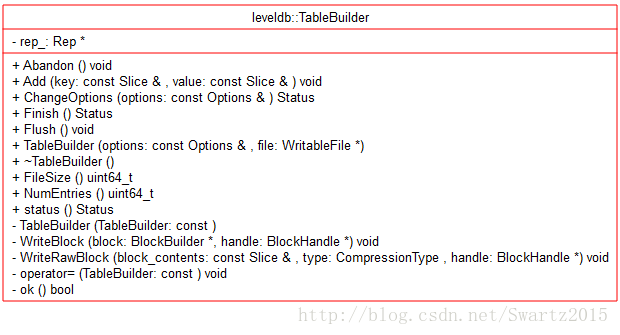 leveldb::TableBuilder
- rep_: Rep *
+ Abandon () void
+ Add (key: const Slice & , value: const Slice & ) void
+ ChangeOptions (options: const Options & ) Status
+ Finish () Status
+ Flush () void
+ TableBuilder (options: const Options & , file: WritableFile *)
+ ~TableBuilder ()
+ FileSize () uint64_t
+ NumEntries () uint64_t
+ status () Status
- TableBuilder (TableBuilder: const )
- WriteBlock (block: BlockBuilder *, handle: BlockHandle *) void
- WriteRawBlock (block_contents: const Slice & , type: CompressionType , handle: BlockHandle *) void
- operator= (TableBuilder: const ) void
- ok () bool
http://blog.csdn.net/Swartz2015